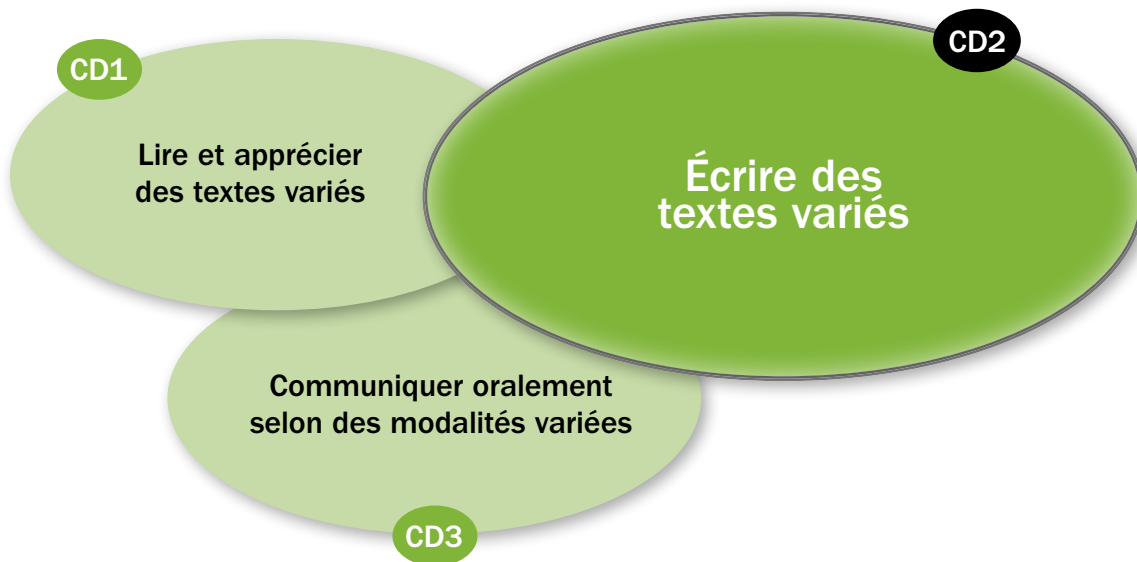 CD1
Lire et apprécier
des textes variés
CD2
Écrire des
textes variés
Communiquer oralement
selon des modalités variées
CD3